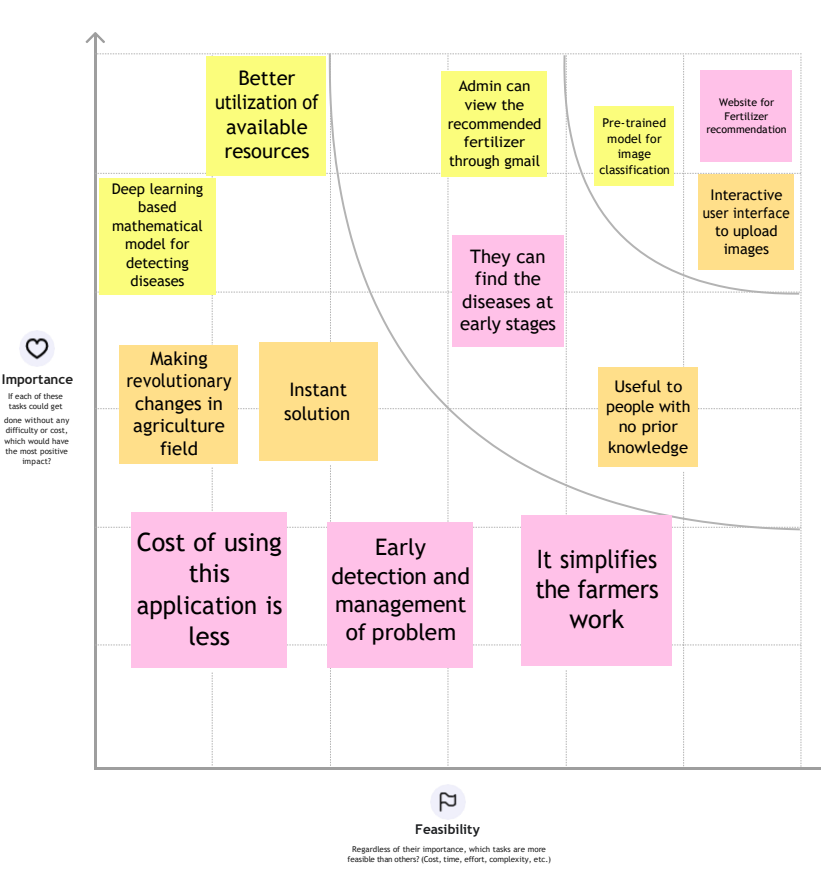 Better
utilization of
available
resources
Admin can
view the
recommended
fertilizer
through gmail
Pre-trained
model for
image
classification
Website for
Fertilizer
recommendation
Deep learning
based
mathematical
model for
detecting
diseases
Interactive
user interface
to upload
images
They can
find the
diseases at
early stages
Importance
If each of these
tasks could get
done without any
difficulty or cost,
which would have
the most positive
impact?
Making
revolutionary
changes in
agriculture
field
Instant
solution
Useful to
people with
no prior
knowledge
Cost of using
this
application is
less
Early
detection and
management
of problem
It simplifies
the farmers
work
Feasibility
Regardless of their importance, which tasks are more
feasible than others? (Cost, time, effort, complexity, etc.)